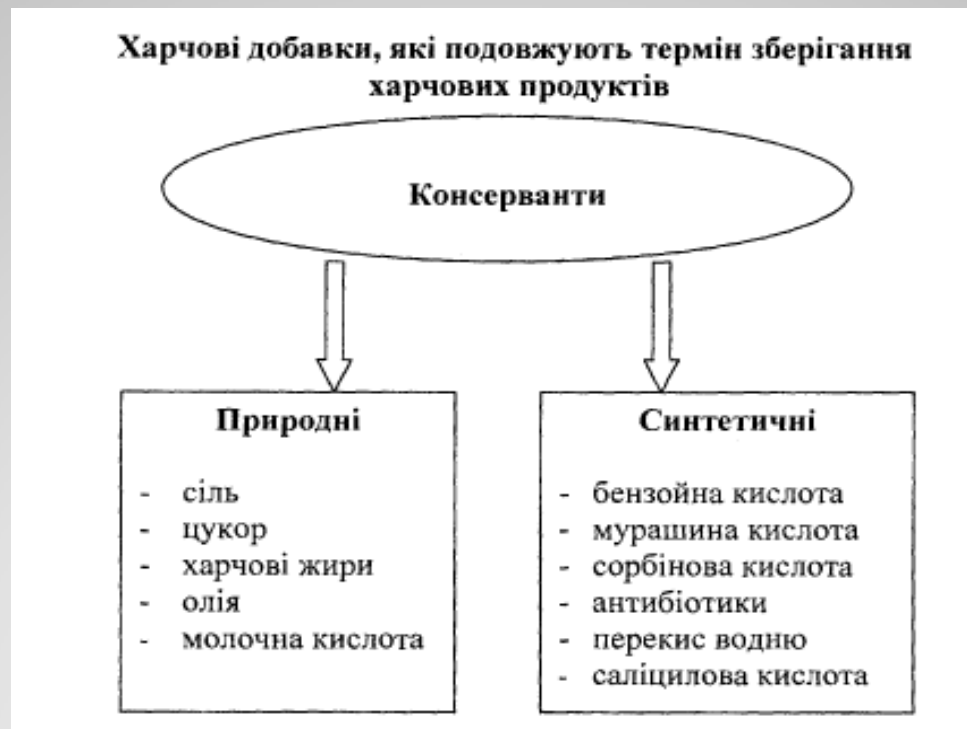 Харчові добавки, які подовжують термін зберігання
харчових продуктів
Консерванти
Природні
- сіль
- цукор
- харчові жири
- олія
- молочна кислота
Синтетичні
- бензойна кислота
- мурашина кислота
- сорбінова кислота
- антибіотики
- перекис водню
- саліцилова кислота